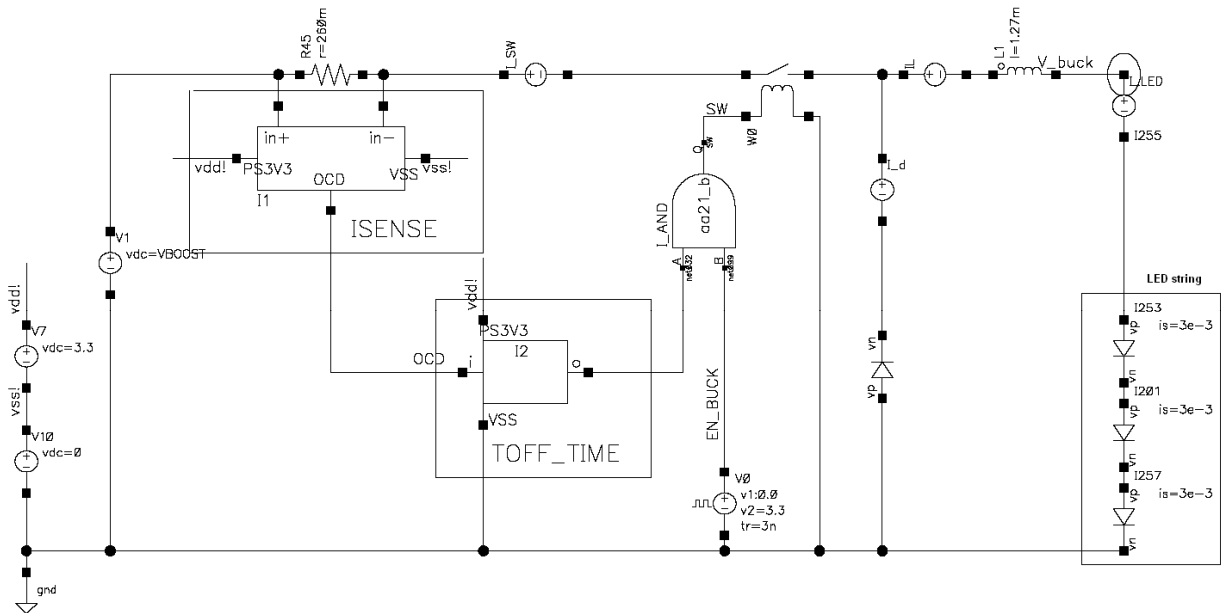 R45
r=260m
I_SW
IL
L1
l=1.27m
V_buck
I_LED
in+
in-
vdd!
PS3V3
VSS
vss!
OCD
I1
ISENSE
SW
W0
Q
SW
aa21_b
I_AND
A
B
I_d
I255
V1
vdc=VBOOST
vdd!
V7
vdc=3.3
vss!
V10
vdc=0
gnd
vdd!
PS3V3
I2
OCD
i
o
VSS
TOFF_TIME
EN_BUCK
V0
v1:0.0
v2=3.3
tr=3n
vn
vp
LED string
I253
vp
is=3e-3
vn
I201
vp
is=3e-3
vn
I257
vp
is=3e-3
vn